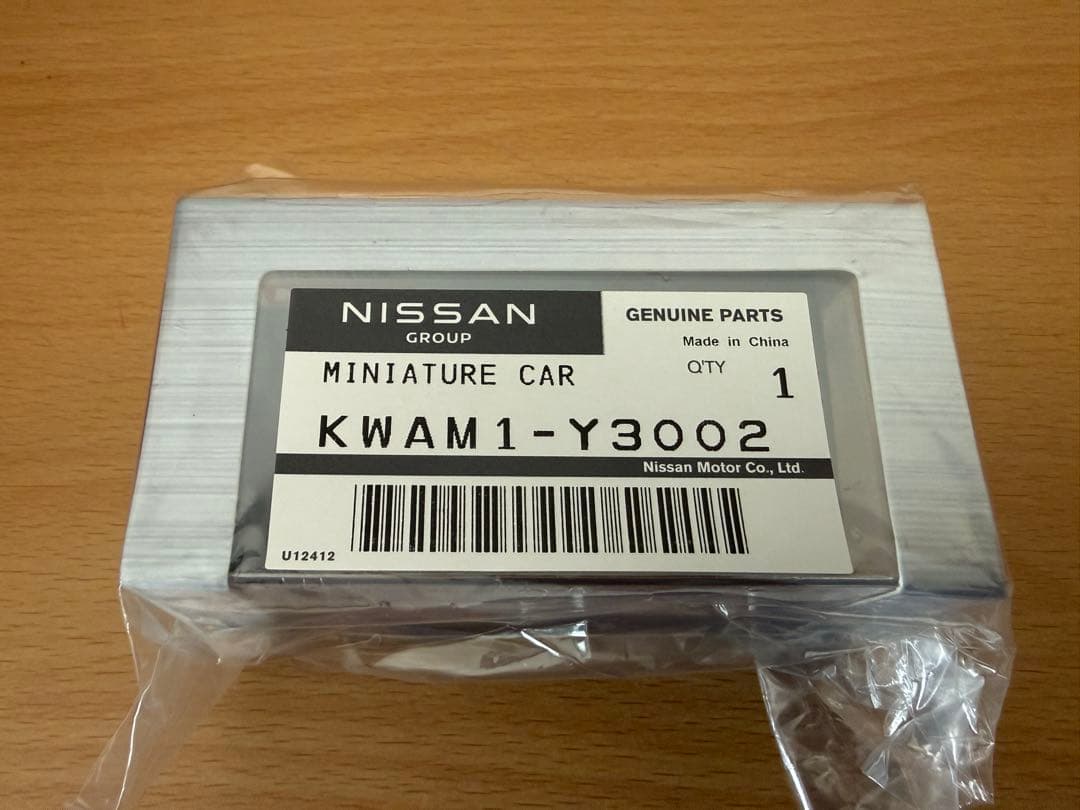 NISSAN
GROUP
GENUINE PARTS
Made in China
MINIATURE CAR
Q'TY 1
KWAM1-Y3002
Nissan Motor Co., Ltd.
U12412